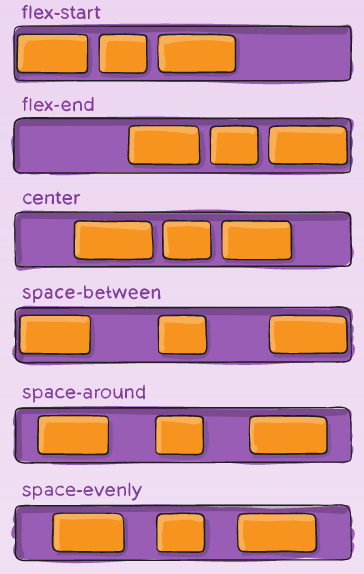 flex-start
flex-end
center
space-between
space-around
space-evenly